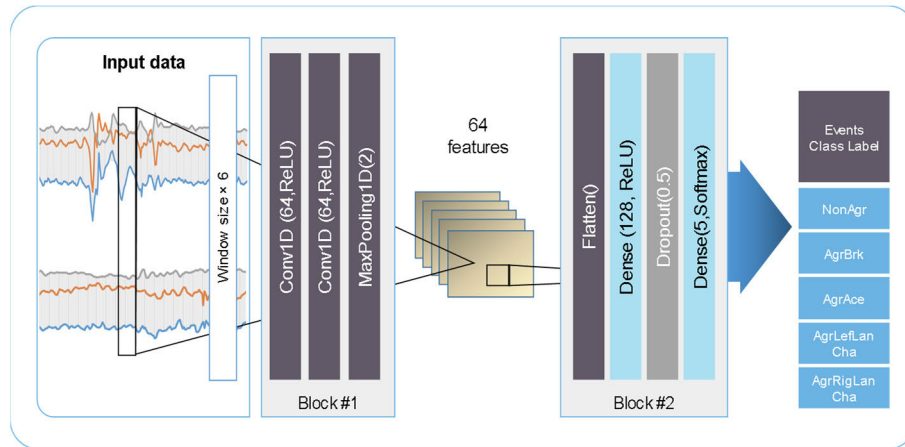 Input data
Window size × 6
Conv1D (64,ReLU)
Conv1D (64,ReLU)
MaxPooling1D(2)
Block #1
64
features
Flatten()
Dense (128, ReLU)
Dropout(0.5)
Dense(5,Softmax)
Block #2
Events
Class Label
NonAgr
AgrBrk
AgrAce
AgrLefLan
Cha
AgrRigLan
Cha